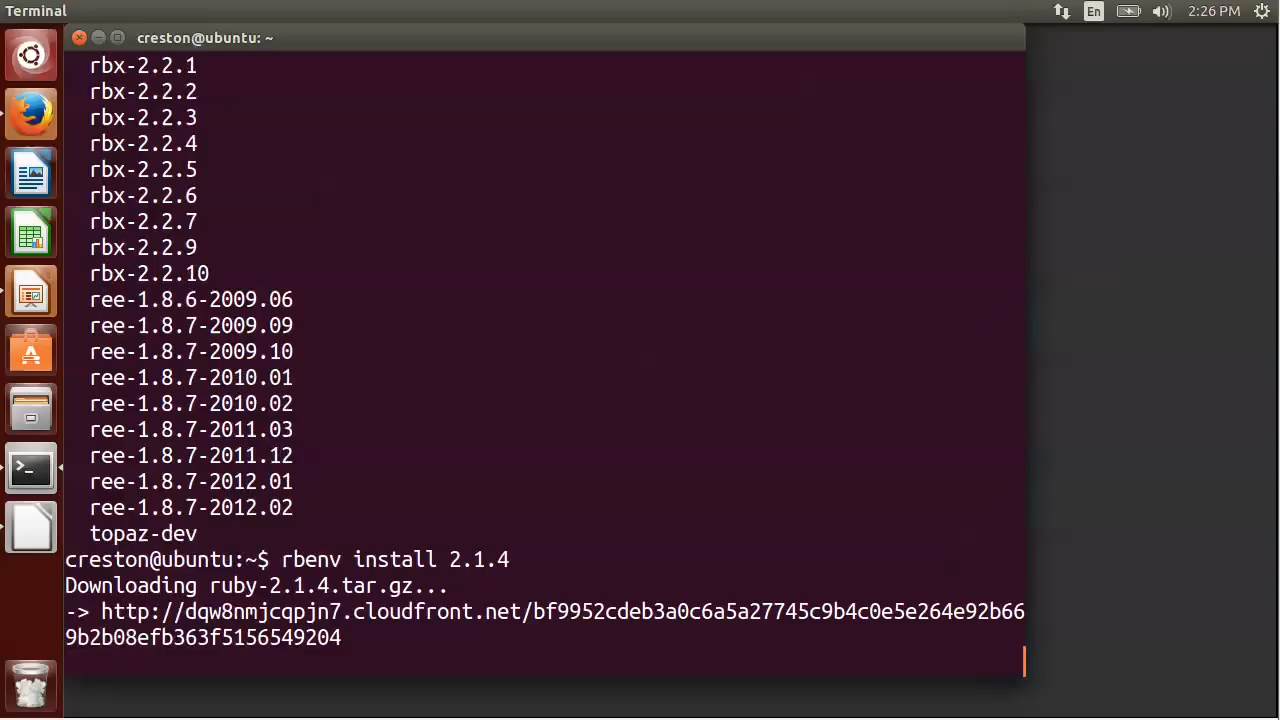 Terminal
En
2:26 PM
creston@ubuntu: ~
rbx-2.2.1
rbx-2.2.2
rbx-2.2.3
rbx-2.2.4
rbx-2.2.5
rbx-2.2.6
rbx-2.2.7
rbx-2.2.9
rbx-2.2.10
ree-1.8.6-2009.06
ree-1.8.7-2009.09
ree-1.8.7-2009.10
ree-1.8.7-2010.01
ree-1.8.7-2010.02
ree-1.8.7-2011.03
ree-1.8.7-2011.12
ree-1.8.7-2012.01
ree-1.8.7-2012.02
topaz-dev
creston@ubuntu:~$ rbenv install 2.1.4
Downloading ruby-2.1.4.tar.gz...
-> http://dqw8nmjcqpjn7.cloudfront.net/bf9952cdeb3a0c6a5a27745c9b4c0e5e264e92b66
9b2b08efb363f5156549204